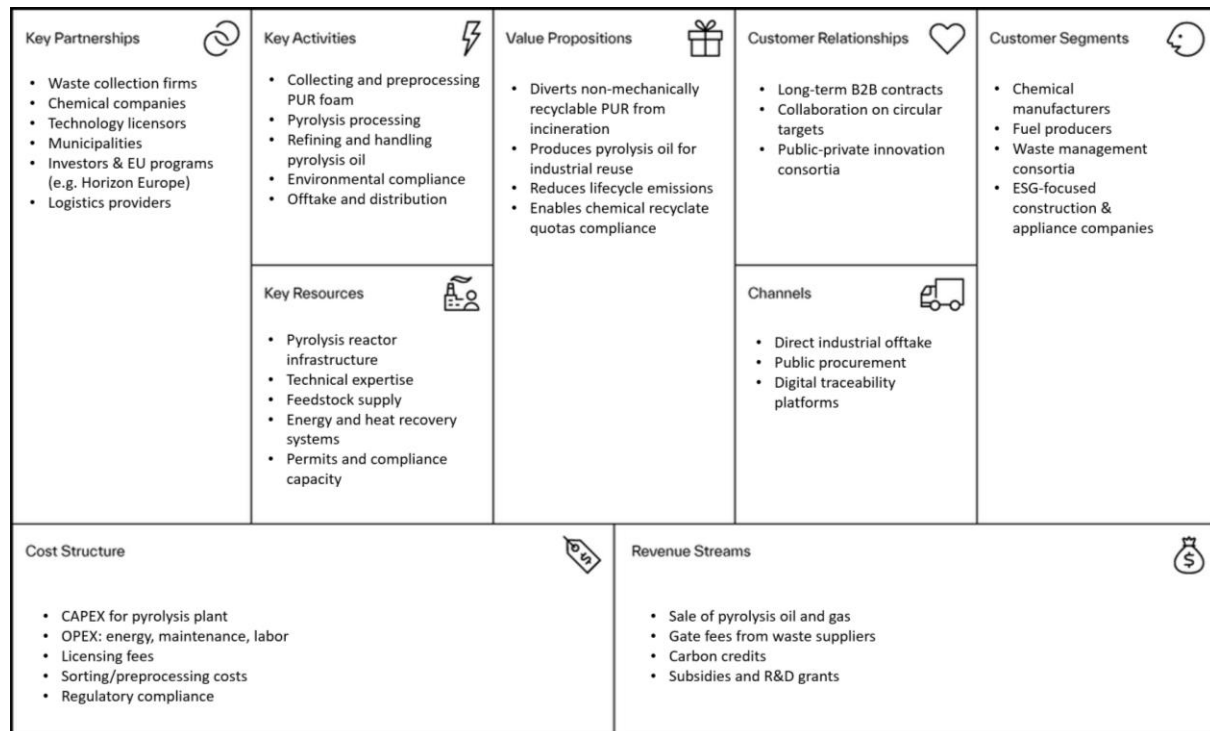 Key Partnerships
• Waste collection firms
• Chemical companies
• Technology licensors
• Municipalities
• Investors & EU programs
(e.g. Horizon Europe)
• Logistics providers
Key Activities
• Collecting and preprocessing
PUR foam
• Pyrolysis processing
• Refining and handling
pyrolysis oil
• Environmental compliance
• Offtake and distribution
Key Resources
• Pyrolysis reactor
infrastructure
• Technical expertise
• Feedstock supply
• Energy and heat recovery
systems
• Permits and compliance
capacity
Value Propositions
• Diverts non-mechanically
recyclable PUR from
incineration
• Produces pyrolysis oil for
industrial reuse
• Reduces lifecycle emissions
• Enables chemical recyclate
quotas compliance
Customer Relationships
• Long-term B2B contracts
• Collaboration on circular
targets
• Public-private innovation
consortia
Channels
• Direct industrial offtake
• Public procurement
• Digital traceability
platforms
Customer Segments
• Chemical
manufacturers
• Fuel producers
• Waste management
consortia
• ESG-focused
construction &
appliance companies
Cost Structure
• CAPEX for pyrolysis plant
• OPEX: energy, maintenance, labor
• Licensing fees
• Sorting/preprocessing costs
• Regulatory compliance
Revenue Streams
• Sale of pyrolysis oil and gas
• Gate fees from waste suppliers
• Carbon credits
• Subsidies and R&D grants